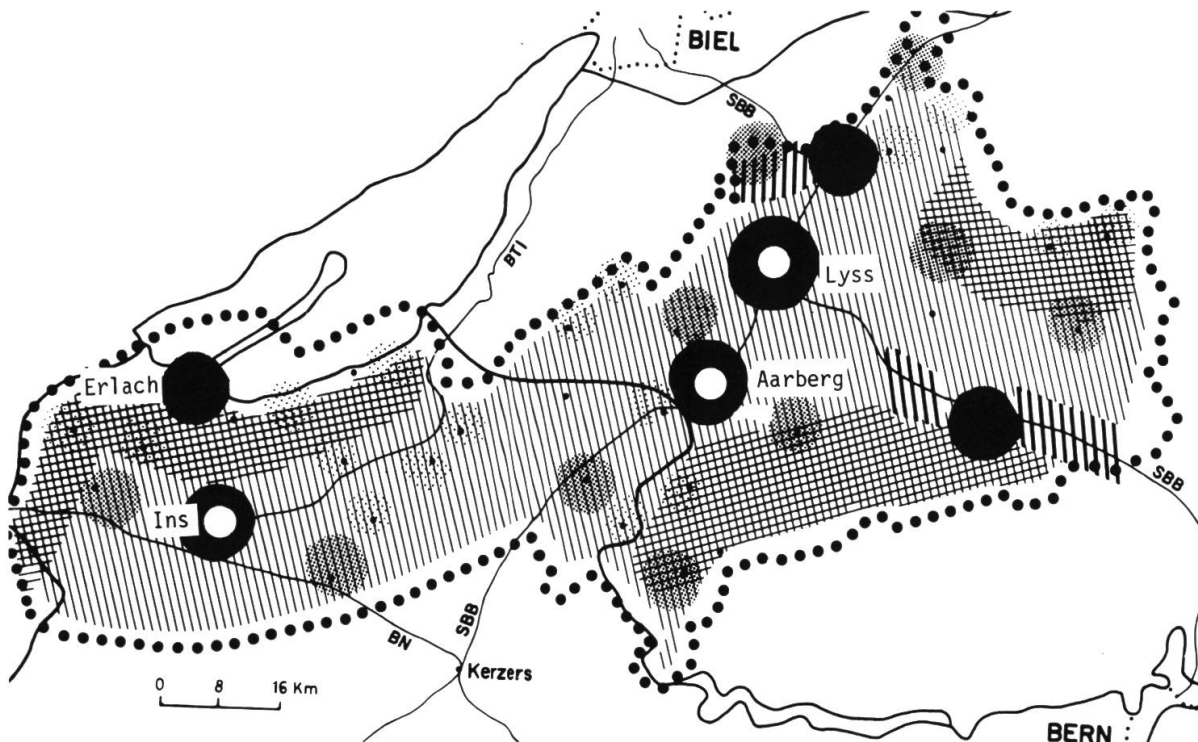 BIEL
SBB
BTI
Lyss
Erlach
Aarberg
Ins
SBB
BN
SBB
Kerzers
0 8 16 Km
BERN